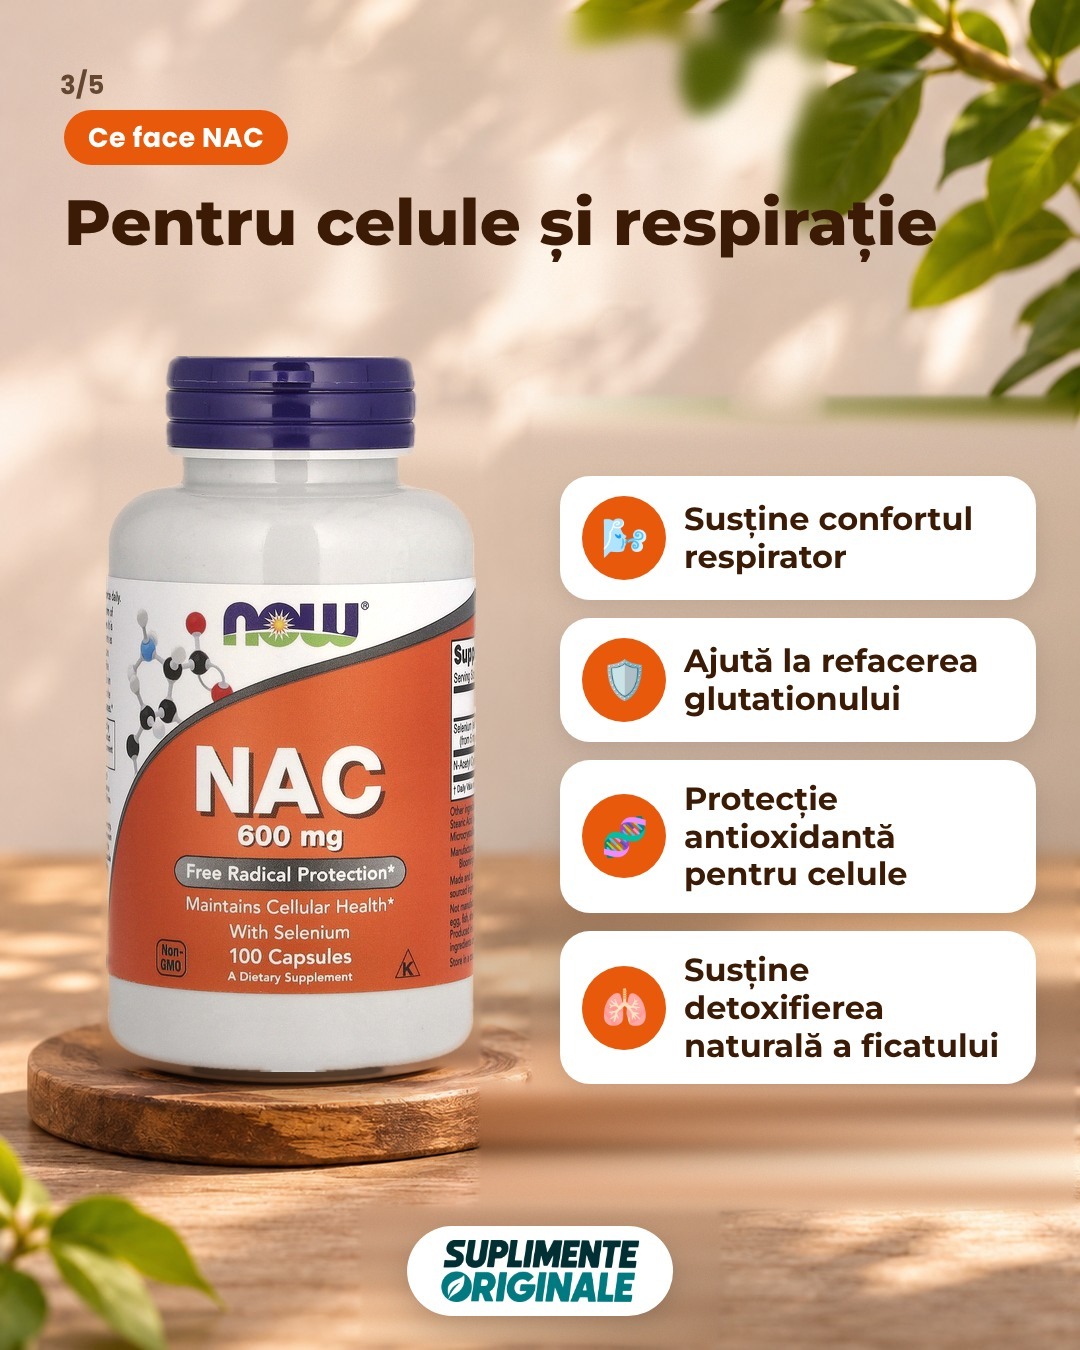 3/5
Ce face NAC
Pentru celule și respirație
now®
NAC
600 mg
Free Radical Protection*
Maintains Cellular Health*
With Selenium
100 Capsules
A Dietary Supplement
Non-
GMO
K
Susține confortul
respirator
Ajută la refacerea
glutationului
Protecție
antioxidantă
pentru celule
Susține
detoxifierea
naturală a ficatului
SUPLIMENTE
ORIGINALE